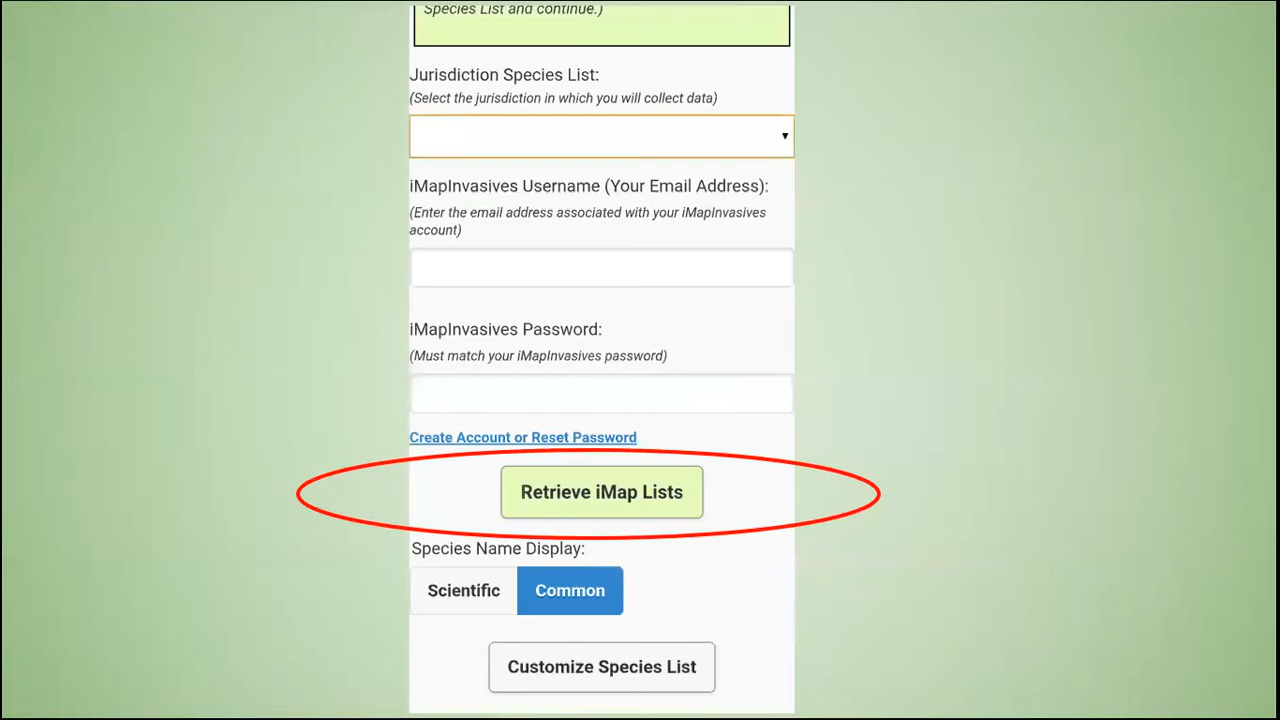 Species List and continue.)
Jurisdiction Species List:
(Select the jurisdiction in which you will collect data)
iMapInvasives Username (Your Email Address):
(Enter the email address associated with your iMapInvasives
account)
iMapInvasives Password:
(Must match your iMapInvasives password)
Create Account or Reset Password
Retrieve iMap Lists
Species Name Display:
Scientific Common
Customize Species List